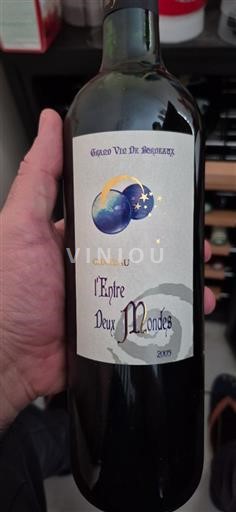 Grand Vin De Bordeaux
VINIOU
l'Entre
Deux Mondes
2005